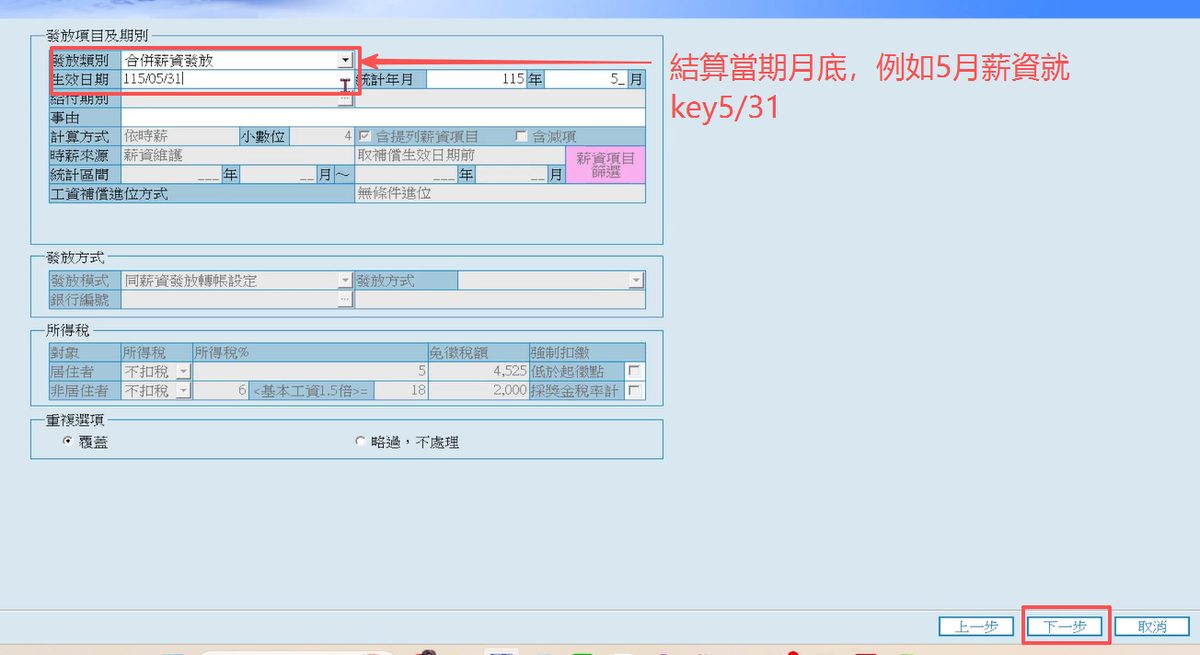 發放項目及期別
發放類別 合併薪資發放
生效日期 115/05/31 統計年月 115 年 5_ 月
給付期別 ...
事由
計算方式 依時薪 小數位 4 含提列薪資項目 含減項
時薪來源 薪資維護 取補償生效日期前
薪資項目
篩選
統計區間 ___ 年 __ 月～ ___ 年 __ 月
工資補償進位方式 無條件進位
結算當期月底，例如5月薪資就
key5/31
發放方式
發放模式 同薪資發放轉帳設定 發放方式
銀行編號 ...
所得稅
對象 所得稅 所得稅% 免徵稅額 強制扣繳
居住者 不扣稅 5 4,525 低於起徵點
非居住者 不扣稅 6 <基本工資1.5倍>= 18 2,000 採獎金稅率計
重複選項
覆蓋 略過，不處理
上一步 下一步 取消